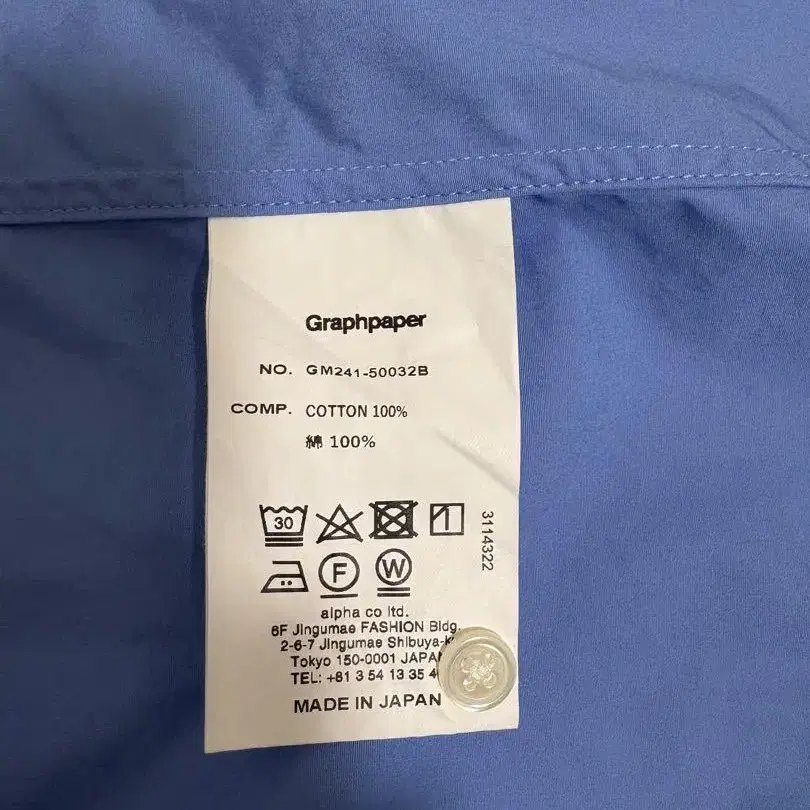 Graphpaper
NO. GM241-50032B
COMP. COTTON 100%
綿 100%
30
3114322
F W
alpha co ltd.
6F Jingumae FASHION Bldg.
2-6-7 Jingumae Shibuya-k
Tokyo 150-0001 JAPA
TEL: +81 3 54 13 35 4
MADE IN JAPAN